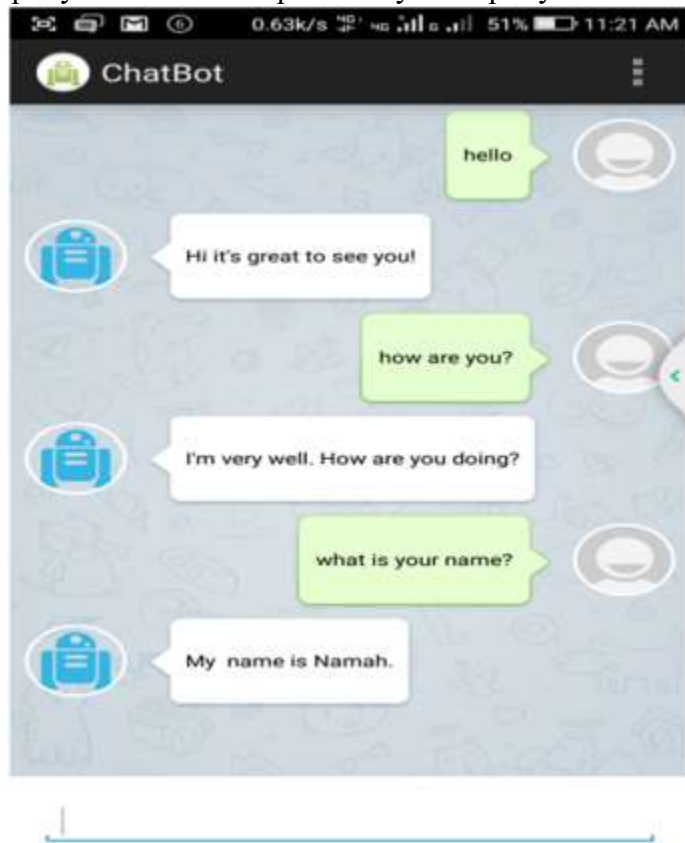 0.63k/s 51% 11:21 AM
ChatBot
hello
Hi it's great to see you!
how are you?
I'm very well. How are you doing?
what is your name?
My name is Namah.